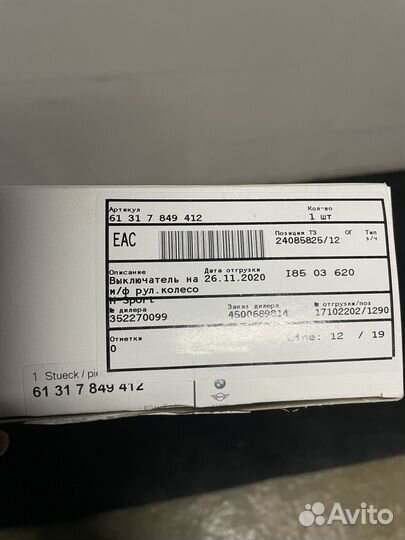 Артикул Кол-во
61 31 7 849 412 1 шт
EAC Позиция ТЗ ОГ Тип
24085825/12 з/ч
Описание Дата отгрузки
Выключатель на 26.11.2020 I85 03 620
м/ф рул.колесо
M Sport
№ дилера Заказ дилера № отгрузки/поз
352270099 4500689814 17102202/1290
Отметки
0 Line: 12 / 19
1 Stueck / pie
61 31 7 849 412
Avito